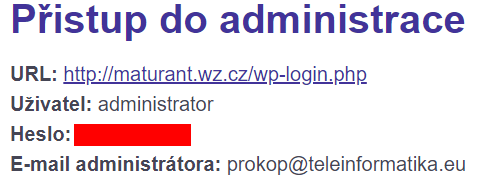 Přistup do administrace
URL: http://maturant.wz.cz/wp-login.php
Uživatel: administrator
Heslo:
E-mail administrátora: prokop@teleinformatika.eu